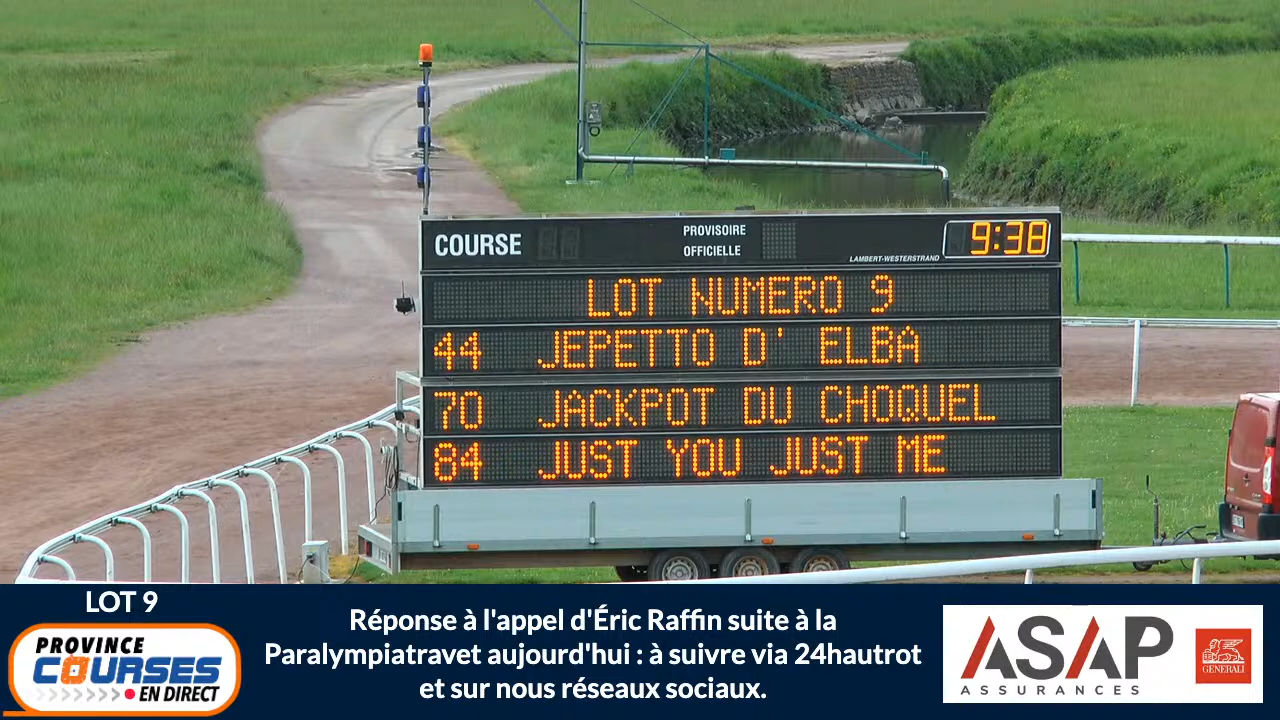 COURSE
PROVISOIRE
OFFICIELLE
LAMBERT-WESTERSTRAND
9:38
LOT NUMERO 9
44 JEPETTO D' ELBA
70 JACKPOT DU CHOQUEL
84 JUST YOU JUST ME
LOT 9
PROVINCE
COURSES
EN DIRECT
Réponse à l'appel d'Éric Raffin suite à la
Paralympiatravet aujourd'hui : à suivre via 24hautrot
et sur nous réseaux sociaux.
ASAP
ASSURANCES
GENERALI